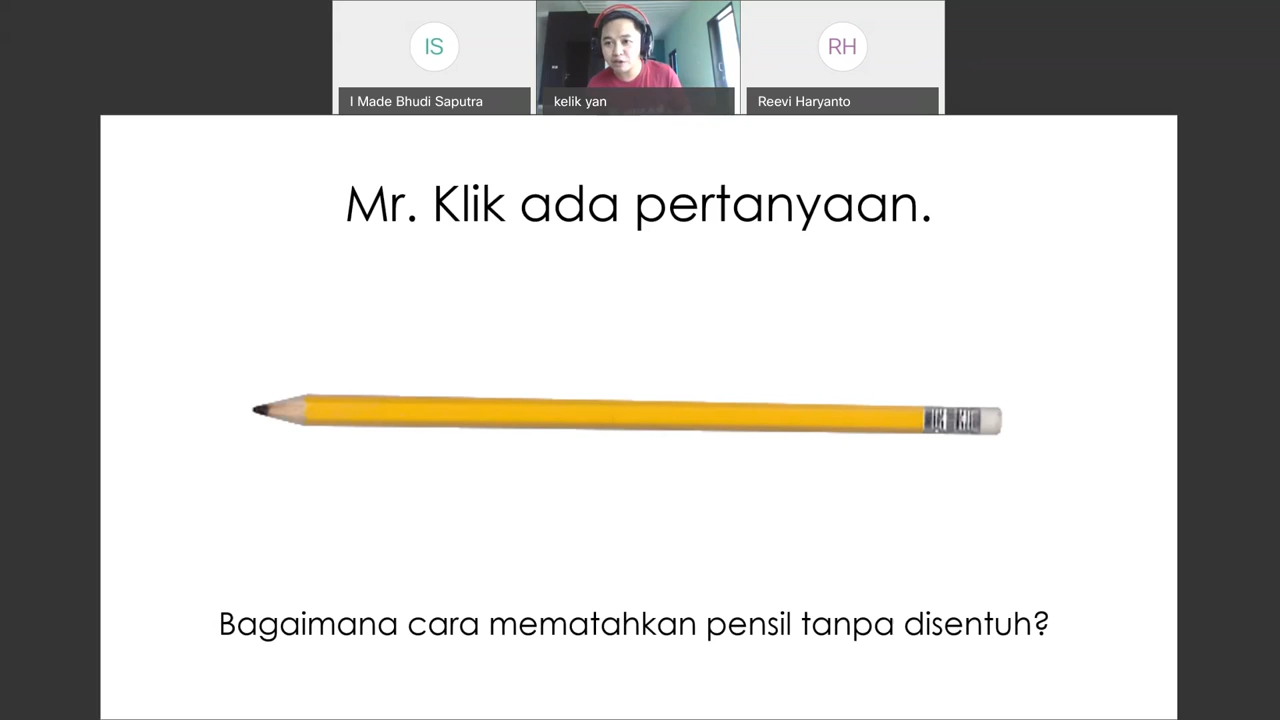 IS
RH
I Made Bhudi Saputra
kelik yan
Reevi Haryanto
Mr. Klik ada pertanyaan.
Bagaimana cara mematahkan pensil tanpa disentuh?